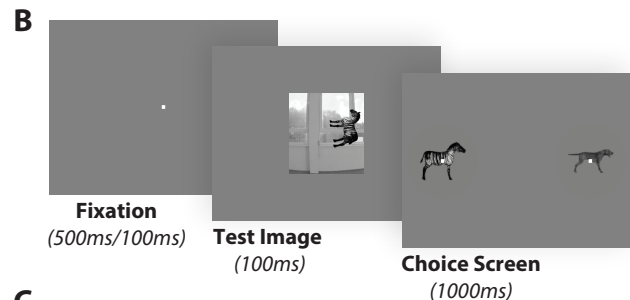 B
Fixation
(500ms/100ms)
Test Image
(100ms)
Choice Screen
(1000ms)